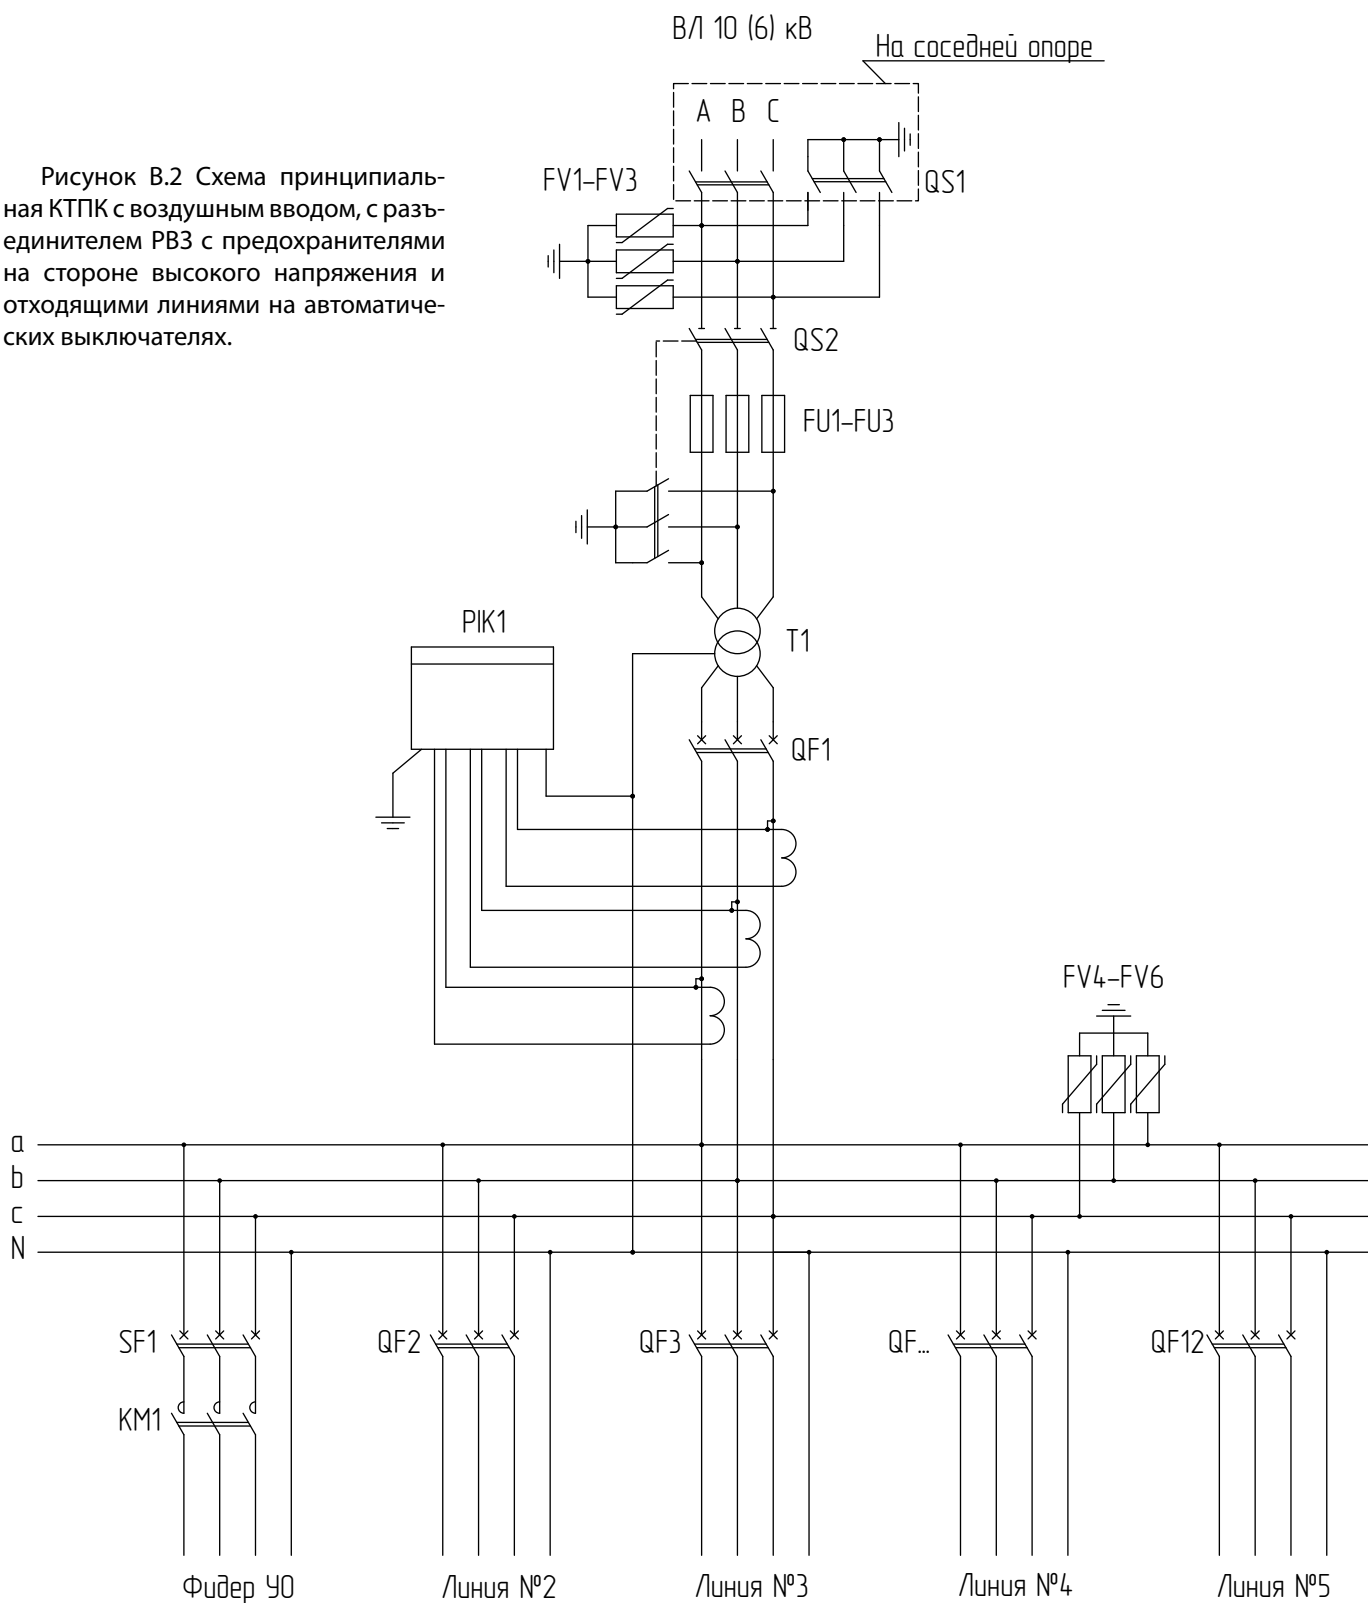 ВЛ 10 (6) кВ
На соседней опоре
A B C
Рисунок В.2 Схема принципиаль-
ная КТПК с воздушным вводом, с разъ-
единителем РВЗ с предохранителями
на стороне высокого напряжения и
отходящими линиями на автоматиче-
ских выключателях.
FV1-FV3
QS1
QS2
FU1-FU3
PIK1
T1
QF1
FV4-FV6
a
b
c
N
SF1
QF2
QF3
QF...
QF12
KM1
Фидер УО
Линия №2
Линия №3
Линия №4
Линия №5